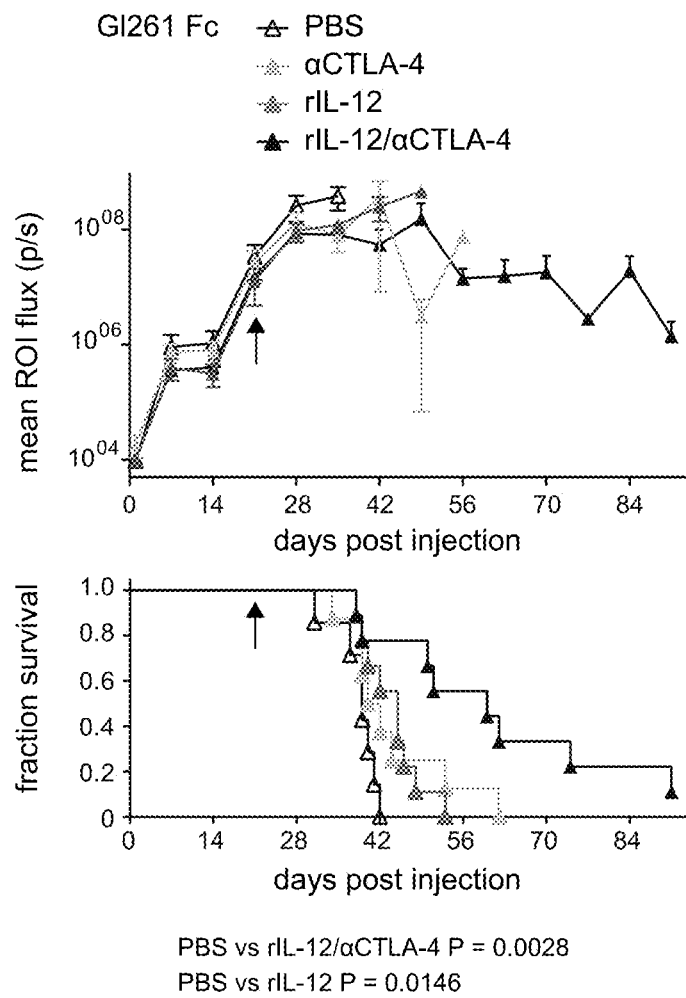 Gl261 Fc
PBS
αCTLA-4
rIL-12
rIL-12/αCTLA-4
mean ROI flux (p/s)
10^08
10^06
10^04
0 14 28 42 56 70 84
days post injection
fraction survival
1.0
0.8
0.6
0.4
0.2
0
0 14 28 42 56 70 84
days post injection
PBS vs rIL-12/αCTLA-4 P = 0.0028
PBS vs rIL-12 P = 0.0146